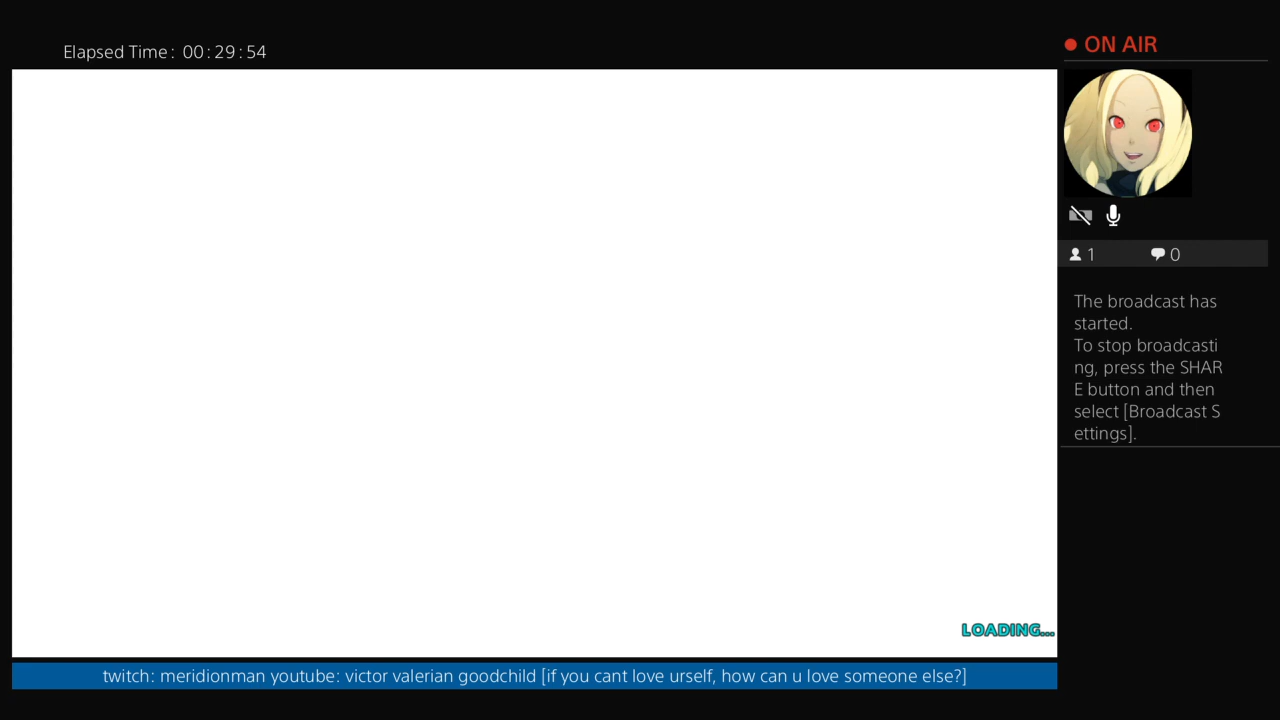 Elapsed Time: 00:29:54
ON AIR
1 0
The broadcast has
started.
To stop broadcasti
ng, press the SHAR
E button and then
select [Broadcast S
ettings].
LOADING...
twitch: meridionman youtube: victor valerian goodchild [if you cant love urself, how can u love someone else?]